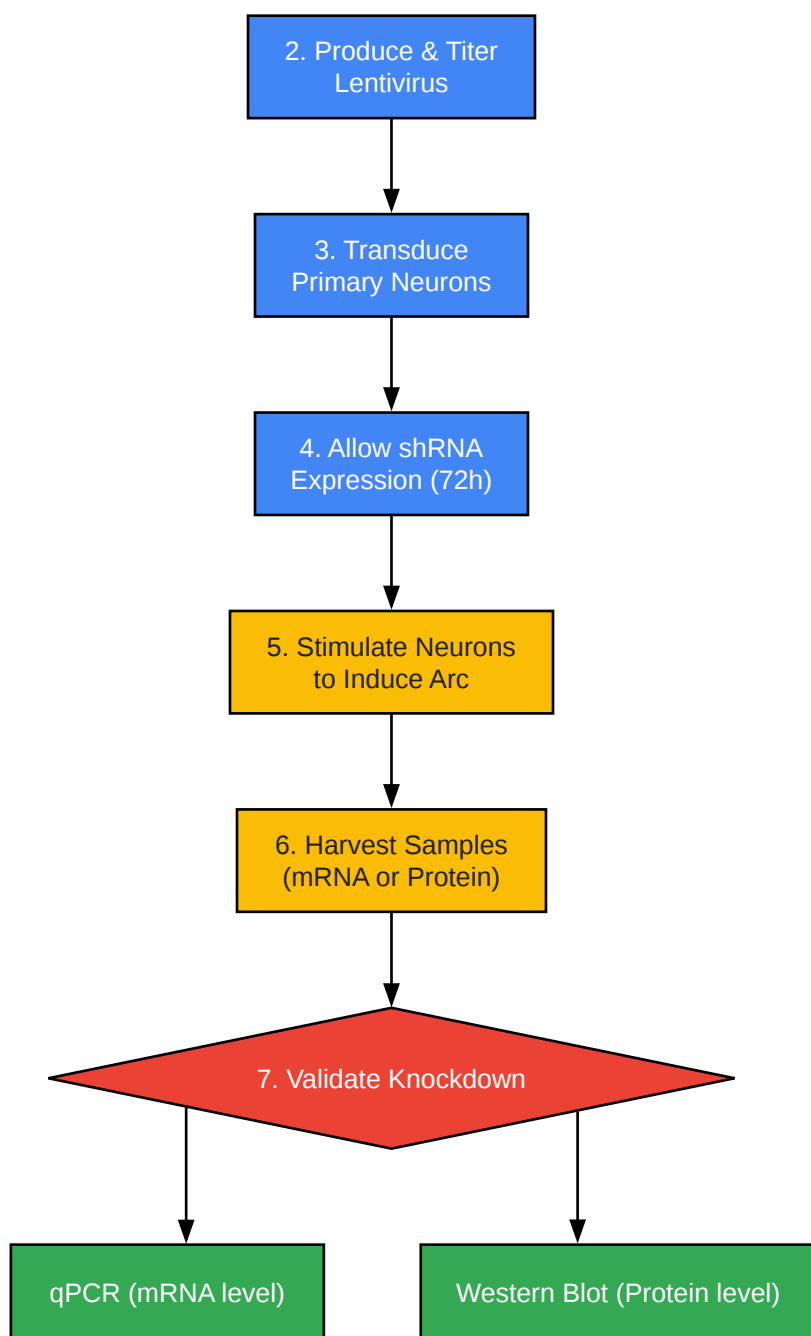 2. Produce & Titer
Lentivirus
3. Transduce
Primary Neurons
4. Allow shRNA
Expression (72h)
5. Stimulate Neurons
to Induce Arc
6. Harvest Samples
(mRNA or Protein)
7. Validate Knockdown
qPCR (mRNA level)
Western Blot (Protein level)